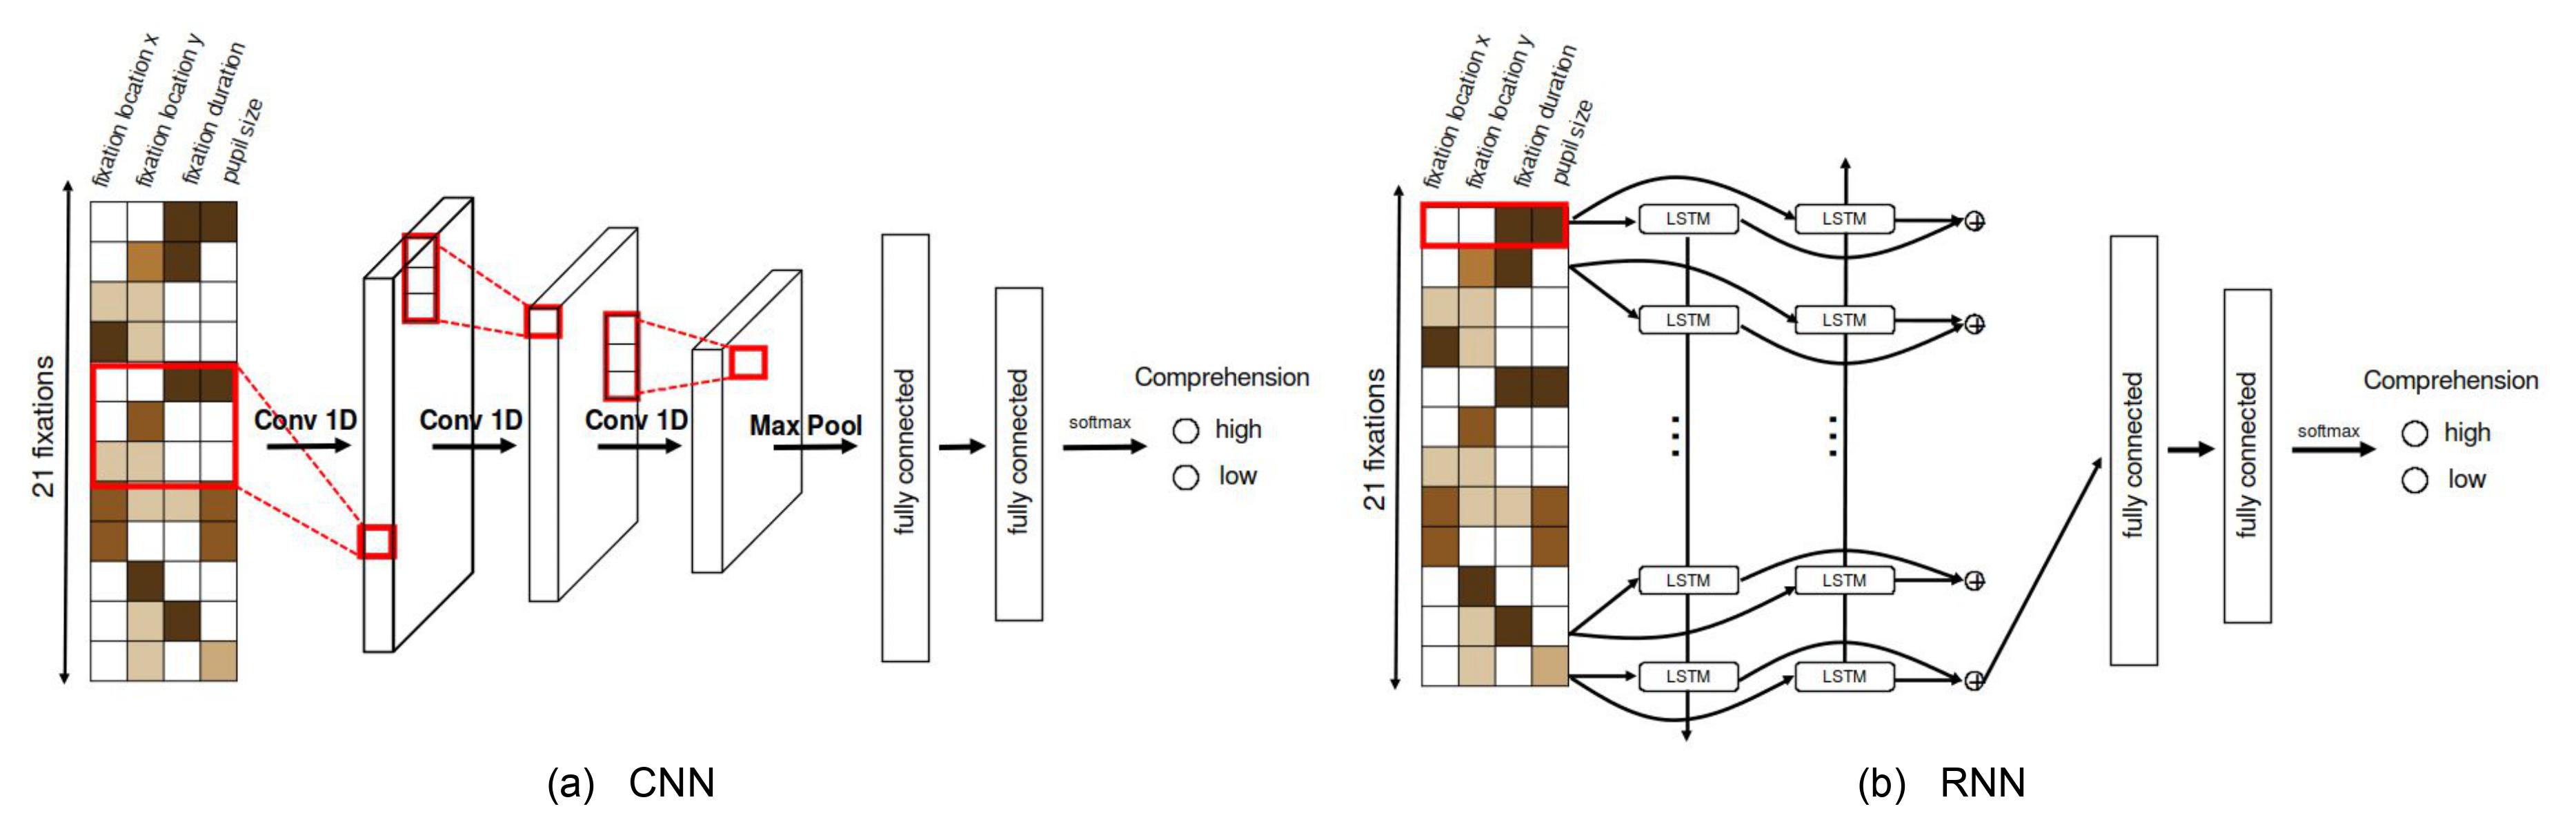 fixation location x
fixation location y
fixation duration
pupil size
21 fixations
Conv 1D
Conv 1D
Conv 1D
Max Pool
fully connected
fully connected
softmax
Comprehension
high
low
(a) CNN
fixation location x
fixation location y
fixation duration
pupil size
21 fixations
LSTM
LSTM
LSTM
LSTM
...
...
LSTM
LSTM
LSTM
LSTM
fully connected
fully connected
softmax
Comprehension
high
low
(b) RNN